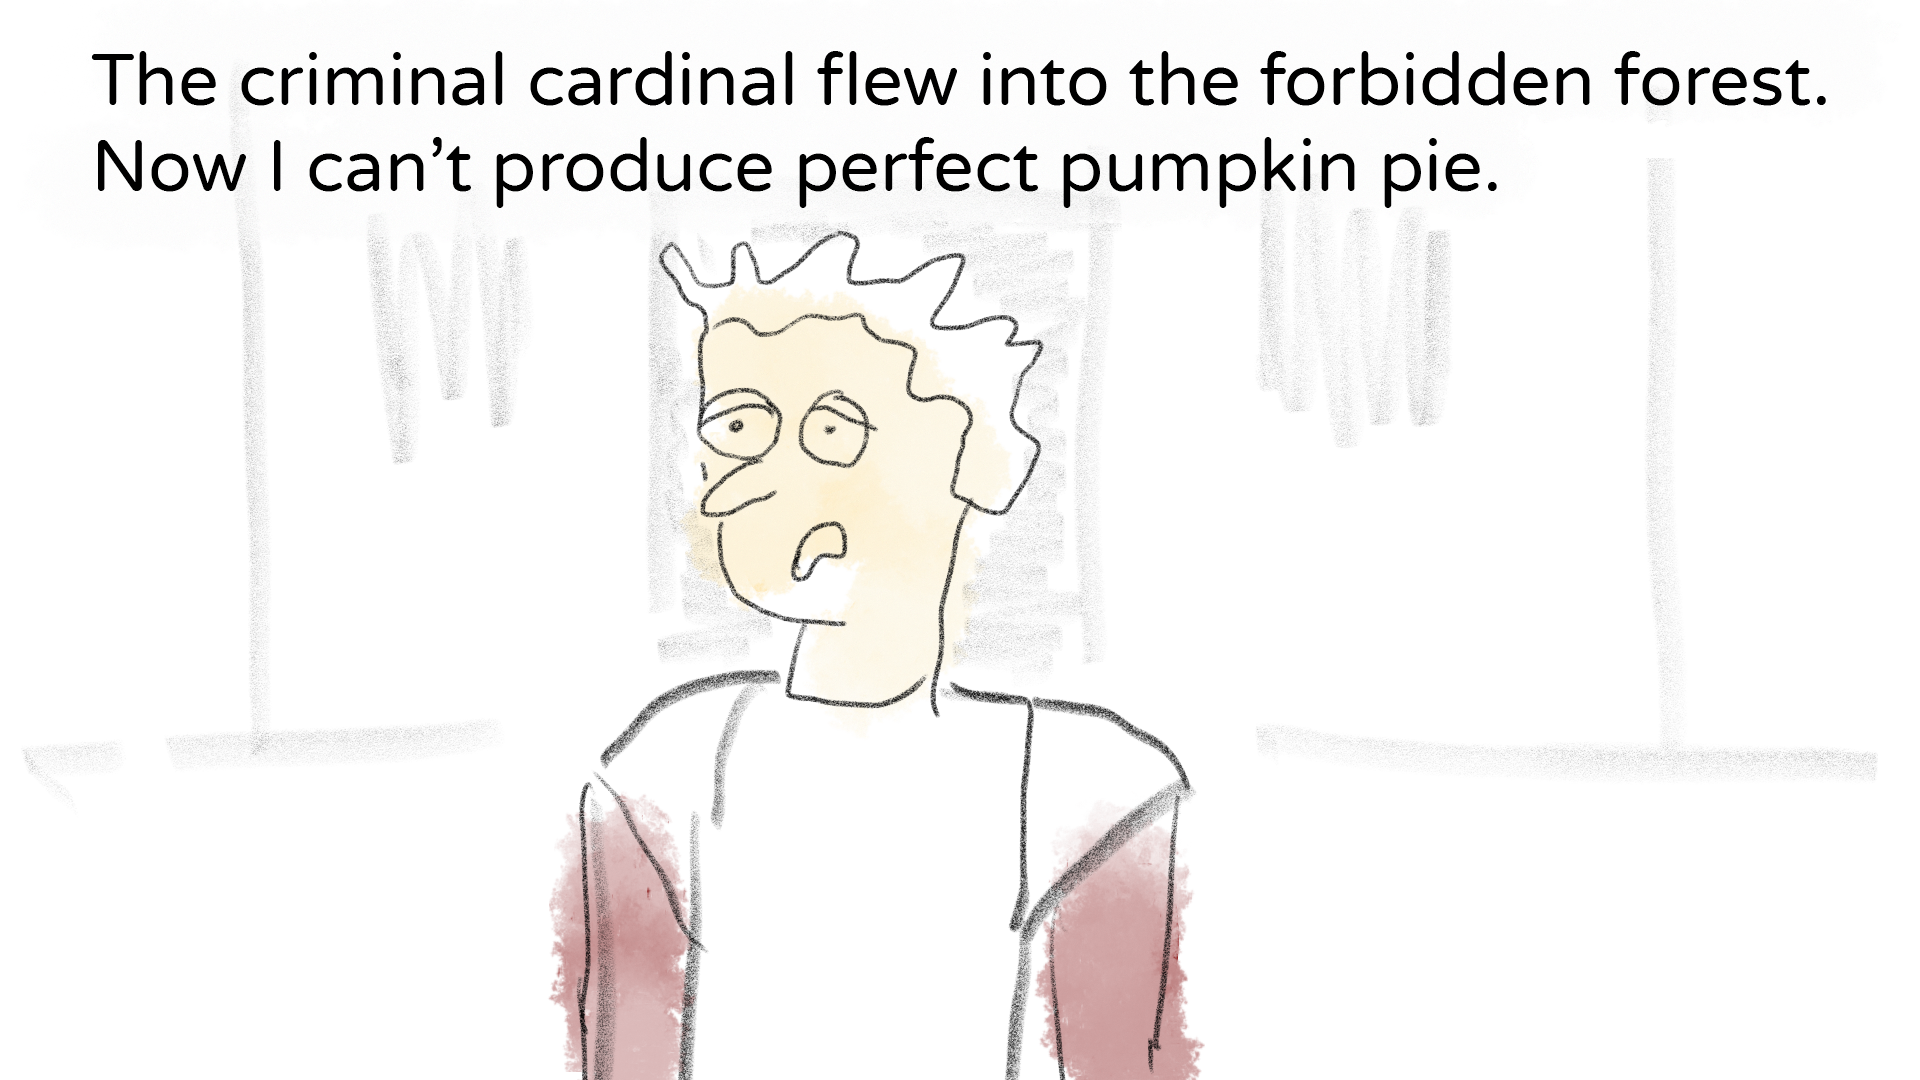 The criminal cardinal flew into the forbidden forest.
Now I can’t produce perfect pumpkin pie.